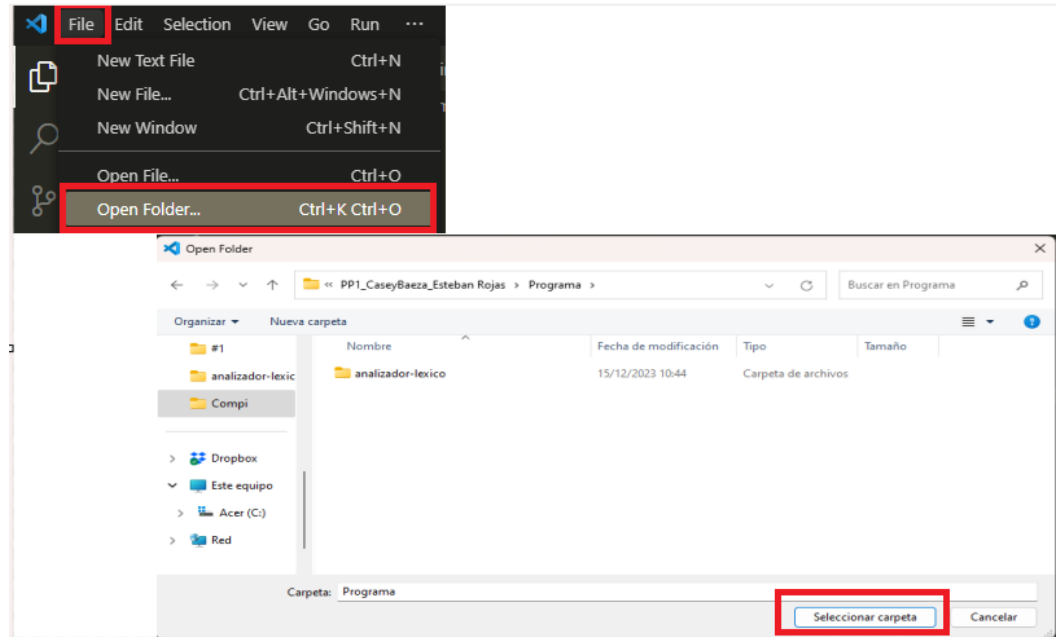 File Edit Selection View Go Run ···
New Text File Ctrl+N
New File... Ctrl+Alt+Windows+N
New Window Ctrl+Shift+N
Open File... Ctrl+O
Open Folder... Ctrl+K Ctrl+O
Open Folder
« PP1_CaseyBaeza_Esteban Rojas › Programa ›
Buscar en Programa
Organizar Nueva carpeta
#1
analizador-lexic
Compi
Dropbox
Este equipo
Acer (C:)
Red
Nombre Fecha de modificación Tipo Tamaño
analizador-lexico 15/12/2023 10:44 Carpeta de archivos
Carpeta: Programa
Seleccionar carpeta Cancelar